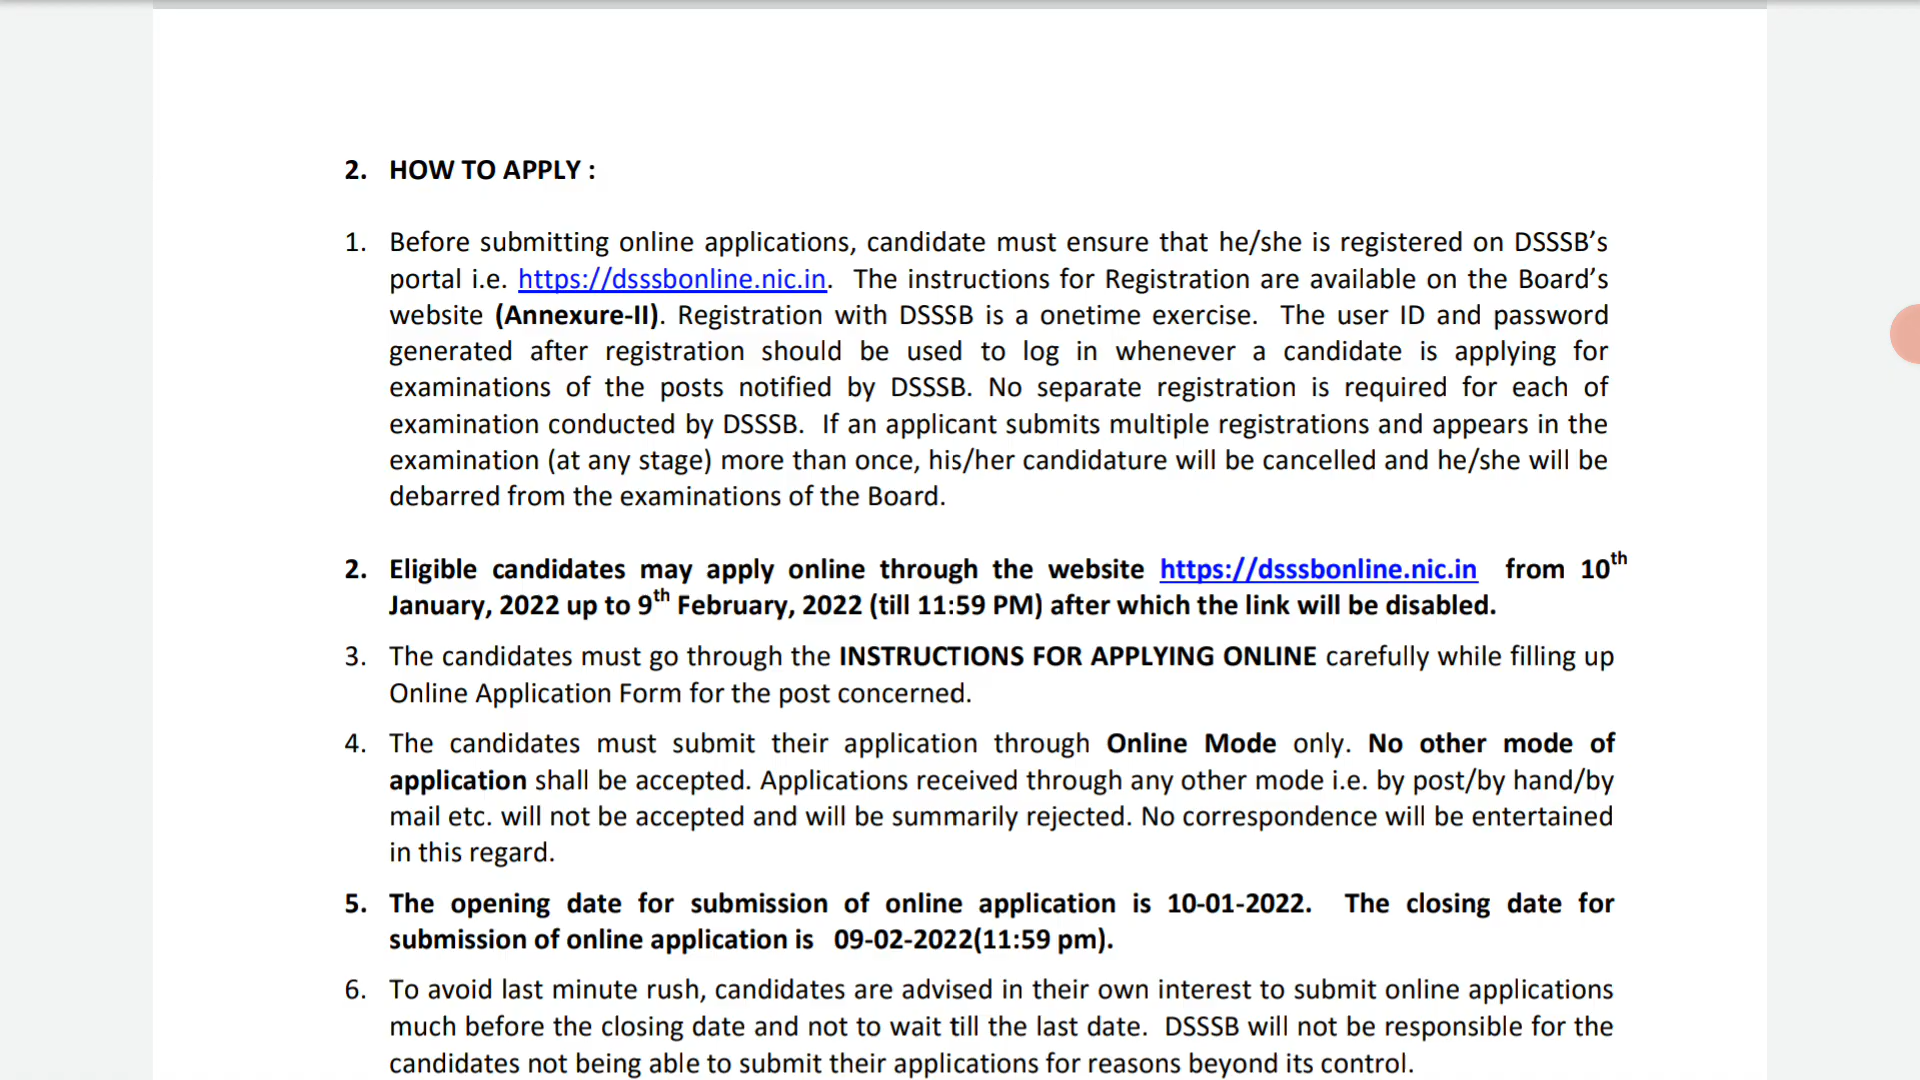 2. HOW TO APPLY :
1. Before submitting online applications, candidate must ensure that he/she is registered on DSSSB’s
portal i.e. https://dsssbonline.nic.in. The instructions for Registration are available on the Board’s
website (Annexure-II). Registration with DSSSB is a onetime exercise. The user ID and password
generated after registration should be used to log in whenever a candidate is applying for
examinations of the posts notified by DSSSB. No separate registration is required for each of
examination conducted by DSSSB. If an applicant submits multiple registrations and appears in the
examination (at any stage) more than once, his/her candidature will be cancelled and he/she will be
debarred from the examinations of the Board.
2. Eligible candidates may apply online through the website https://dsssbonline.nic.in from 10th
January, 2022 up to 9th February, 2022 (till 11:59 PM) after which the link will be disabled.
3. The candidates must go through the INSTRUCTIONS FOR APPLYING ONLINE carefully while filling up
Online Application Form for the post concerned.
4. The candidates must submit their application through Online Mode only. No other mode of
application shall be accepted. Applications received through any other mode i.e. by post/by hand/by
mail etc. will not be accepted and will be summarily rejected. No correspondence will be entertained
in this regard.
5. The opening date for submission of online application is 10-01-2022. The closing date for
submission of online application is 09-02-2022(11:59 pm).
6. To avoid last minute rush, candidates are advised in their own interest to submit online applications
much before the closing date and not to wait till the last date. DSSSB will not be responsible for the
candidates not being able to submit their applications for reasons beyond its control.